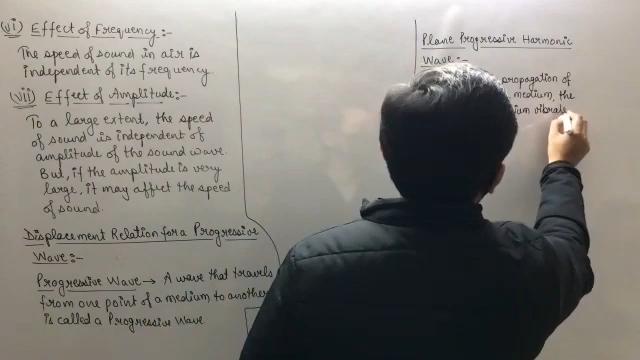 (vi) Effect of Frequency:-
The speed of sound in air is
independent of its frequency.
(vii) Effect of Amplitude:-
To a large extent, the speed
of sound is independent of
amplitude of the sound wave.
But, if the amplitude is very
large, it may affect the speed
of sound.
Displacement Relation for a Progressive
Wave:-
Progressive Wave → A wave that travels
from one point of a medium to another
is called a Progressive Wave
Plane Progressive Harmonic
Wave:-
propagation of
medium, the
vibrate